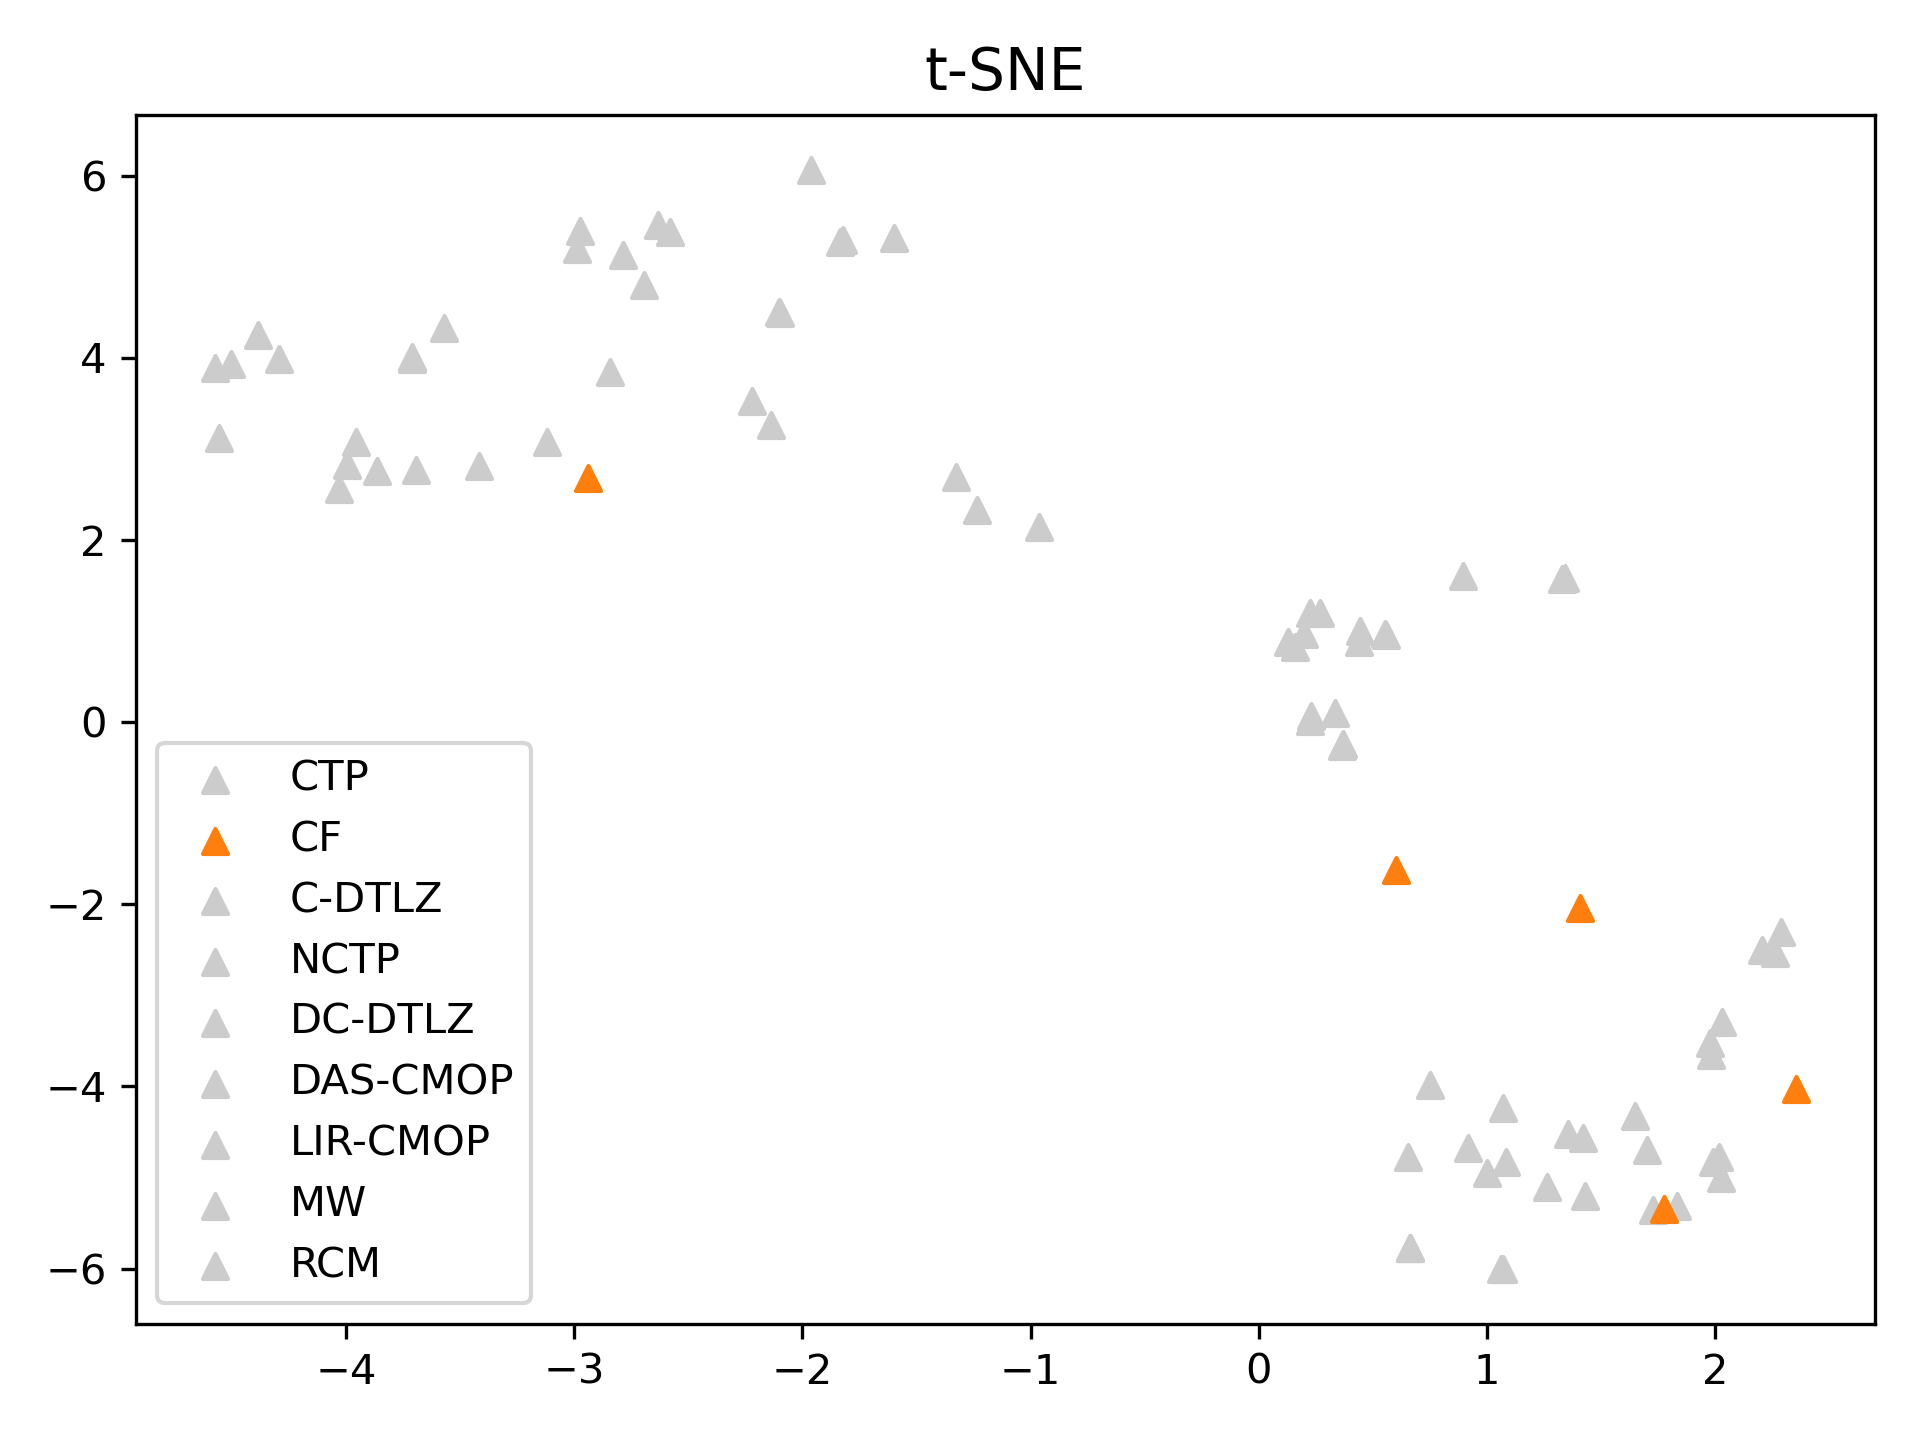 t-SNE
6
4
2
0
−2
−4
−6
CTP
CF
C-DTLZ
NCTP
DC-DTLZ
DAS-CMOP
LIR-CMOP
MW
RCM
−4 −3 −2 −1 0 1 2